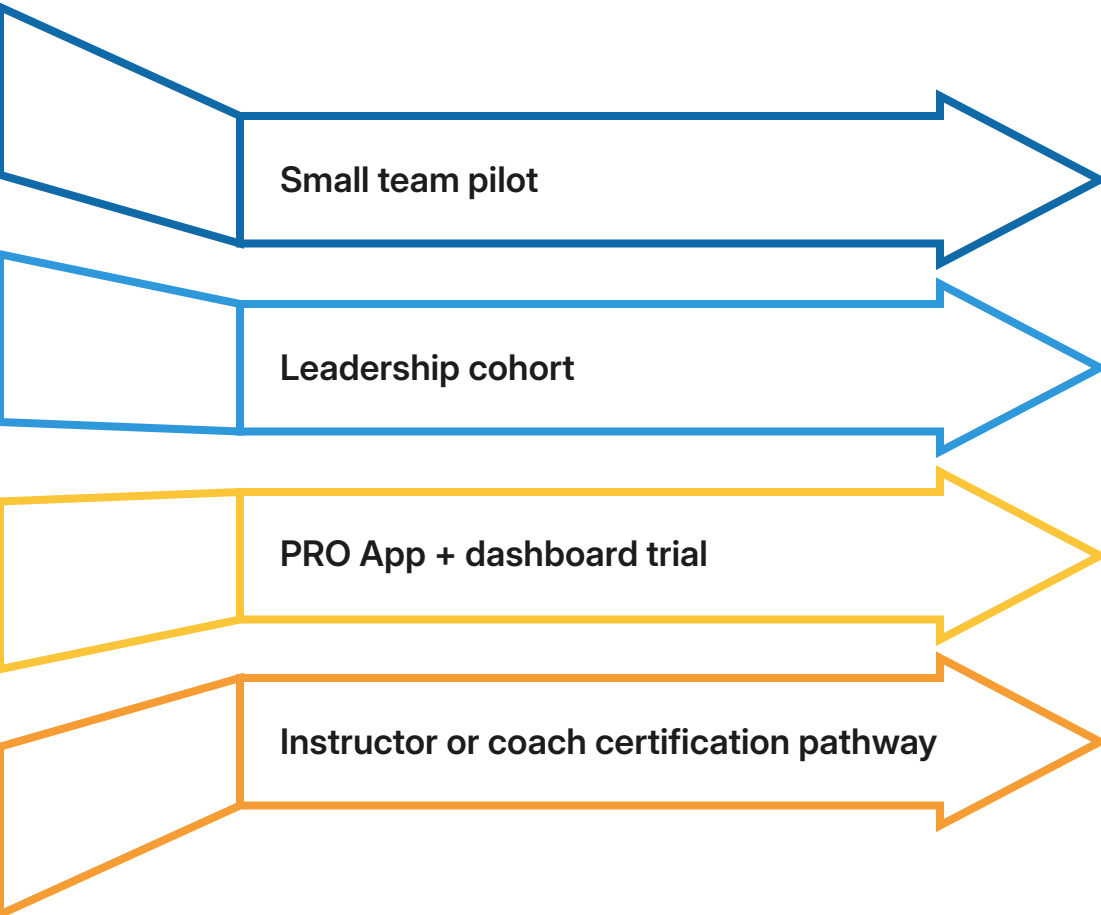 Small team pilot
Leadership cohort
PRO App + dashboard trial
Instructor or coach certification pathway